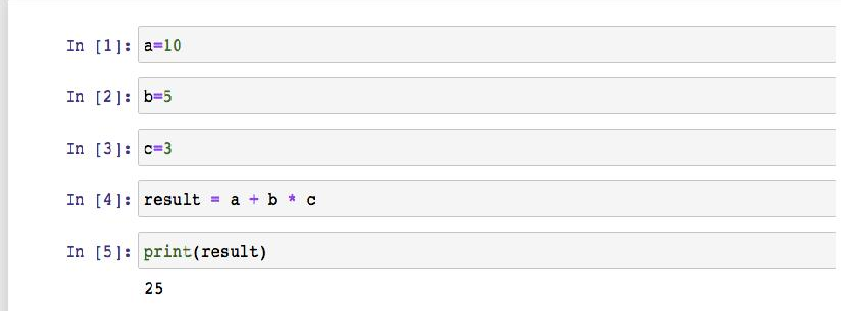 In [1]: a=10
In [2]: b=5
In [3]: c=3
In [4]: result = a + b * c
In [5]: print(result)
25